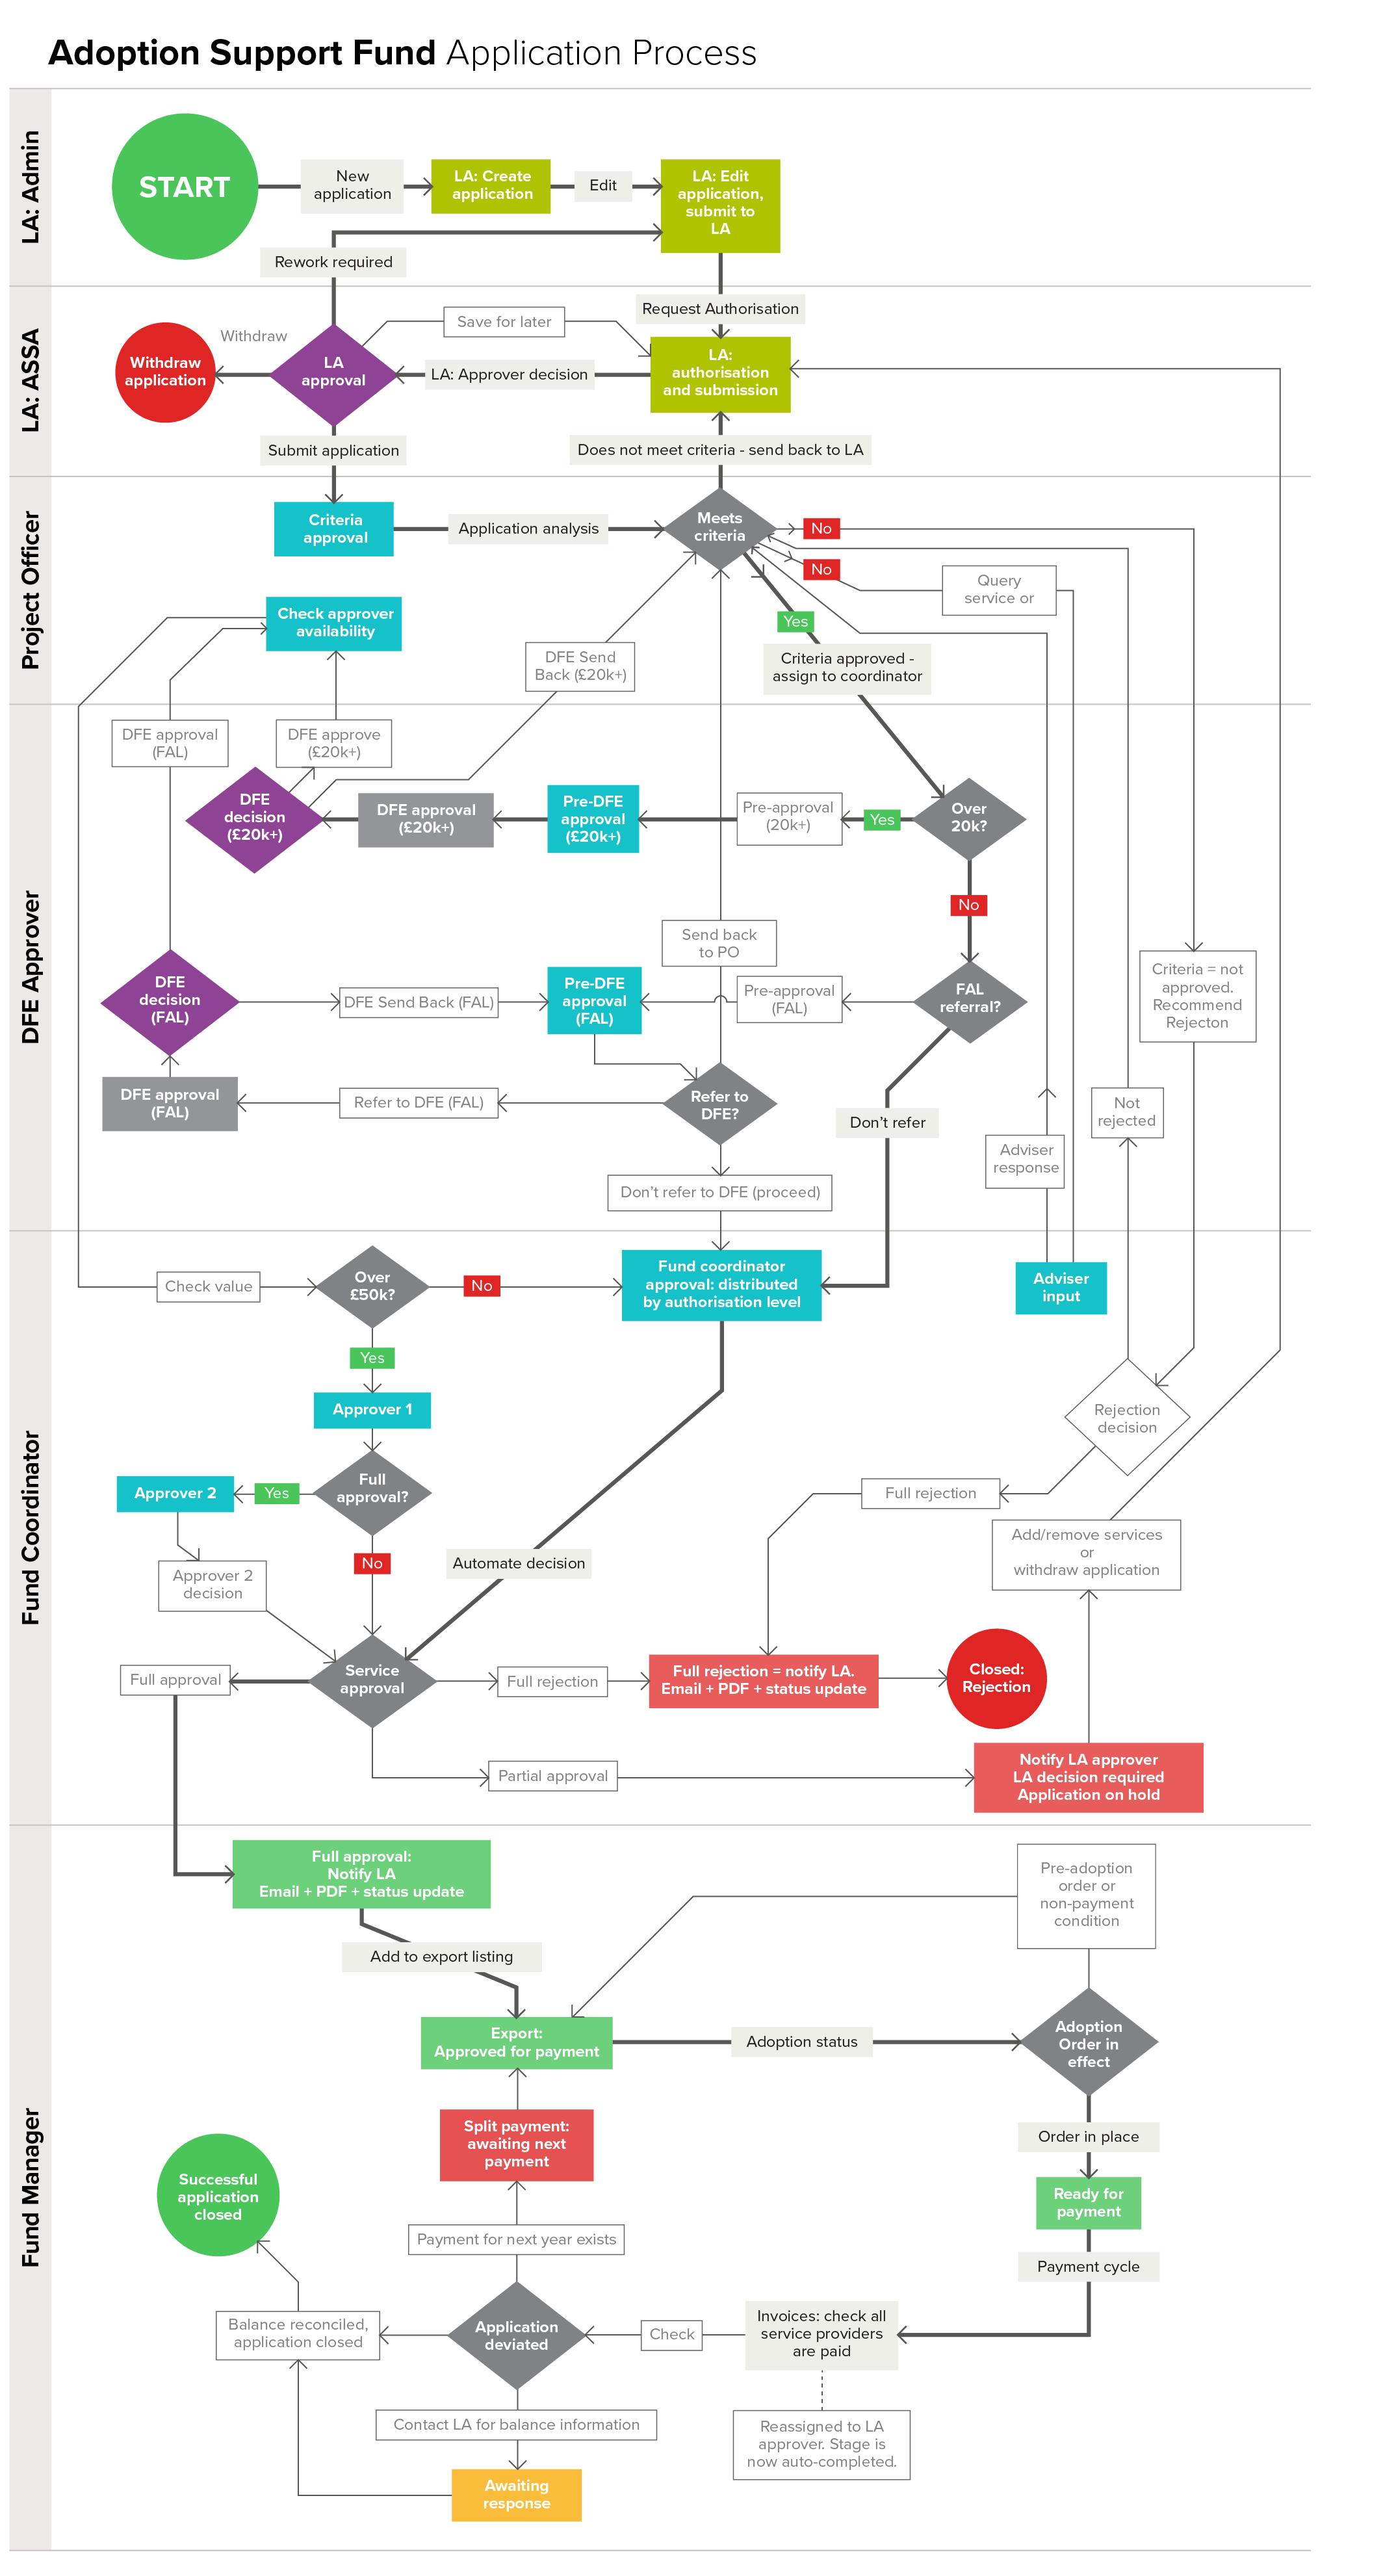 Adoption Support Fund Application Process
LA: Admin
START
New
application
LA: Create
application
Edit
LA: Edit
application,
submit to
LA
Rework required
LA: ASSA
Request Authorisation
Withdraw
Withdraw
application
LA
approval
Save for later
LA: Approver decision
LA:
authorisation
and submission
Submit application
Does not meet criteria - send back to LA
Project Officer
Criteria
approval
Application analysis
Meets
criteria
No
No
Query
service or
Yes
Check approver
availability
DFE Send
Back (£20k+)
Criteria approved -
assign to coordinator
DFE Approver
DFE approval
(FAL)
DFE approve
(£20k+)
DFE
decision
(£20k+)
DFE approval
(£20k+)
Pre-DFE
approval
(£20k+)
Pre-approval
(20k+)
Yes
Over
20k?
No
Send back
to PO
DFE
decision
(FAL)
DFE Send Back (FAL)
Pre-DFE
approval
(FAL)
Pre-approval
(FAL)
FAL
referral?
Criteria = not
approved.
Recommend
Rejecton
DFE approval
(FAL)
Refer to DFE (FAL)
Refer to
DFE?
Don't refer
Not
rejected
Adviser
response
Don't refer to DFE (proceed)
Fund Coordinator
Check value
Over
£50k?
No
Fund coordinator
approval: distributed
by authorisation level
Adviser
input
Yes
Approver 1
Rejection
decision
Full
approval?
Yes
Approver 2
Full rejection
No
Automate decision
Add/remove services
or
withdraw application
Approver 2
decision
Full approval
Service
approval
Full rejection
Full rejection = notify LA.
Email + PDF + status update
Closed:
Rejection
Partial approval
Notify LA approver
LA decision required
Application on hold
Fund Manager
Full approval:
Notify LA
Email + PDF + status update
Pre-adoption
order or
non-payment
condition
Add to export listing
Export:
Approved for payment
Adoption status
Adoption
Order in
effect
Split payment:
awaiting next
payment
Order in place
Successful
application
closed
Ready for
payment
Payment for next year exists
Payment cycle
Balance reconciled,
application closed
Application
deviated
Check
Invoices: check all
service providers
are paid
Contact LA for balance information
Reassigned to LA
approver. Stage is
now auto-completed.
Awaiting
response